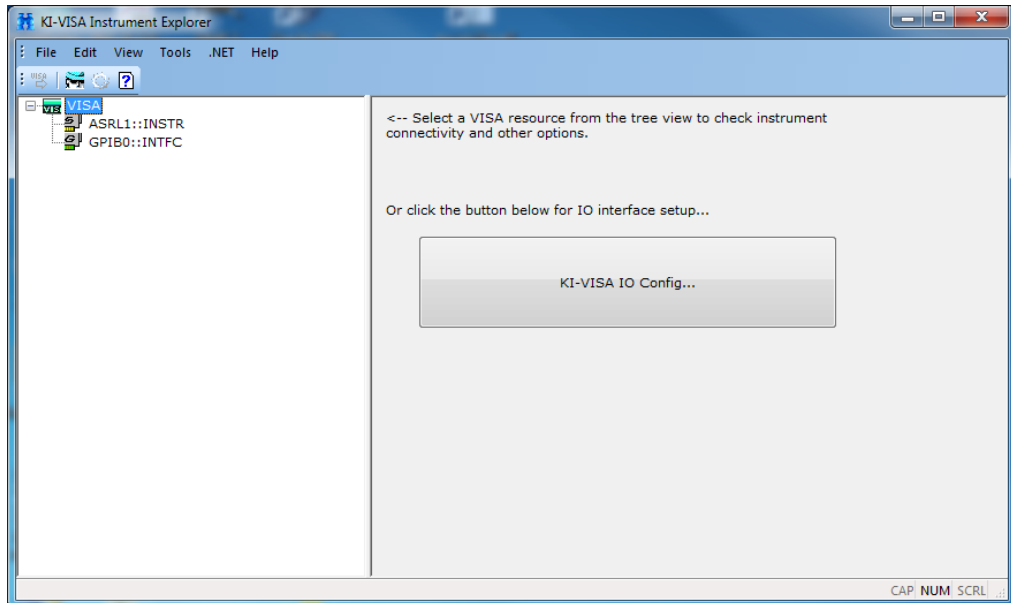 KI-VISA Instrument Explorer
File Edit View Tools .NET Help
VISA
ASRL1::INSTR
GPIB0::INTFC
<-- Select a VISA resource from the tree view to check instrument
connectivity and other options.
Or click the button below for IO interface setup...
KI-VISA IO Config...
CAP NUM SCRL